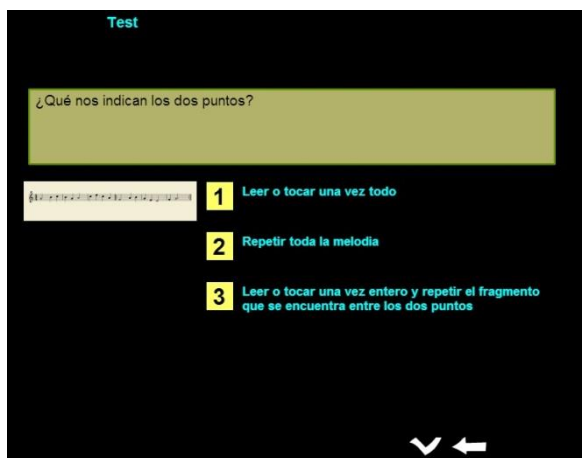 Test
¿Qué nos indican los dos puntos?
1 Leer o tocar una vez todo
2 Repetir toda la melodia
3 Leer o tocar una vez entero y repetir el fragmento
que se encuentra entre los dos puntos